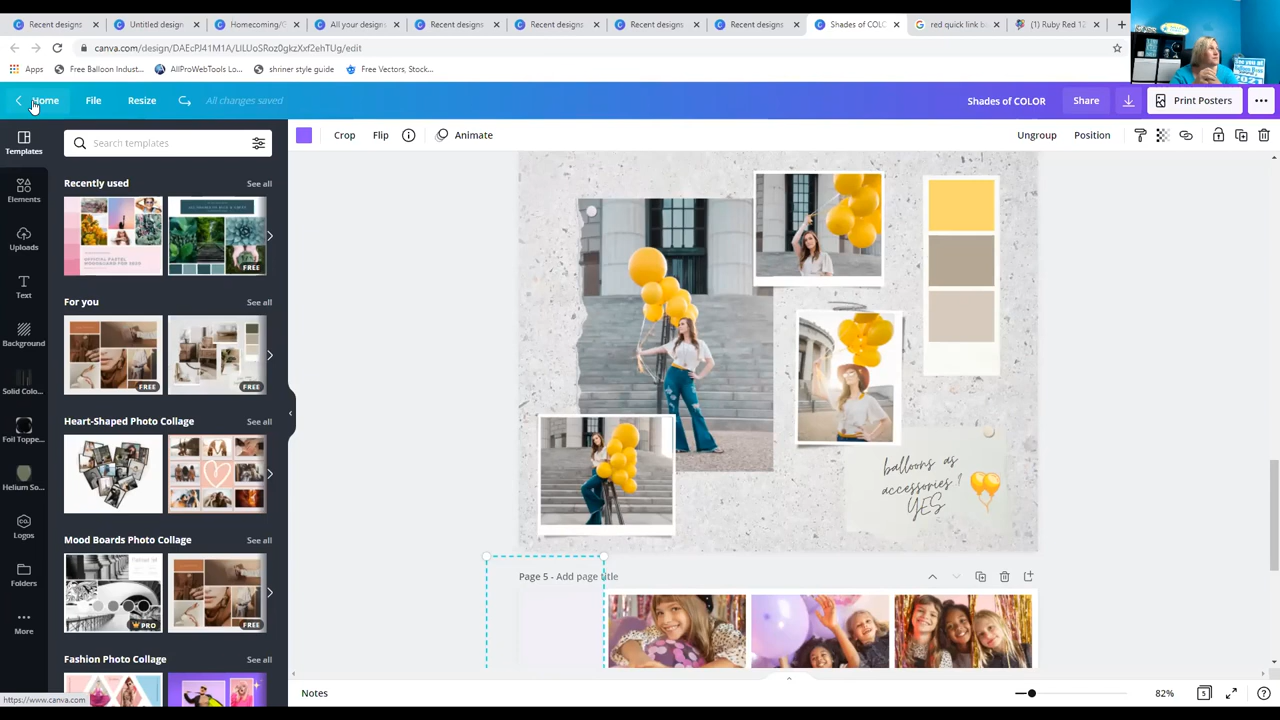 Recent designs
Untitled design
Homecoming/G
All your designs
Recent designs
Recent designs
Recent designs
Recent designs
Shades of COL
red quick link b
(1) Ruby Red 12
canva.com/design/DAEcPJ41M1A/LlLUoSRoz0gkzXxf2ehTUg/edit
Apps
Free Balloon Indust...
AllProWebTools Lo...
shriner style guide
Free Vectors, Stock...
2021
Home
File
Resize
All changes saved
Shades of COLOR
Share
Print Posters
Crop
Flip
Animate
Ungroup
Position
Templates
Elements
Uploads
Text
Background
Solid Colo...
Foil Toppe...
Helium So...
Logos
Folders
More
Search templates
Recently used
See all
FREE
For you
See all
FREE
FREE
Heart-Shaped Photo Collage
See all
Mood Boards Photo Collage
See all
PRO
FREE
Fashion Photo Collage
See all
balloons as
accessories ?
YES
Page 5 - Add page title
https://www.canva.com
Notes
82%
5